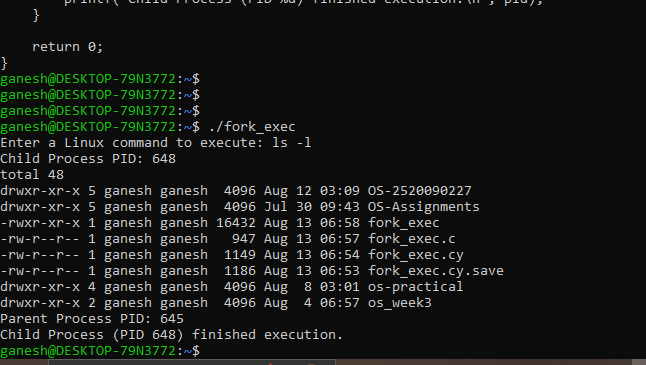 printf("Child Process (PID %d) finished execution.\n", pid);
}
return 0;
}
ganesh@DESKTOP-79N3772:~$
ganesh@DESKTOP-79N3772:~$
ganesh@DESKTOP-79N3772:~$
ganesh@DESKTOP-79N3772:~$ ./fork_exec
Enter a Linux command to execute: ls -l
Child Process PID: 648
total 48
drwxr-xr-x 5 ganesh ganesh  4096 Aug 12 03:09 OS-2520090227
drwxr-xr-x 5 ganesh ganesh  4096 Jul 30 09:43 OS-Assignments
-rwxr-xr-x 1 ganesh ganesh 16432 Aug 13 06:58 fork_exec
-rw-r--r-- 1 ganesh ganesh   947 Aug 13 06:57 fork_exec.c
-rw-r--r-- 1 ganesh ganesh  1149 Aug 13 06:54 fork_exec.cy
-rw-r--r-- 1 ganesh ganesh  1186 Aug 13 06:53 fork_exec.cy.save
drwxr-xr-x 4 ganesh ganesh  4096 Aug  8 03:01 os-practical
drwxr-xr-x 2 ganesh ganesh  4096 Aug  4 06:57 os_week3
Parent Process PID: 645
Child Process (PID 648) finished execution.
ganesh@DESKTOP-79N3772:~$